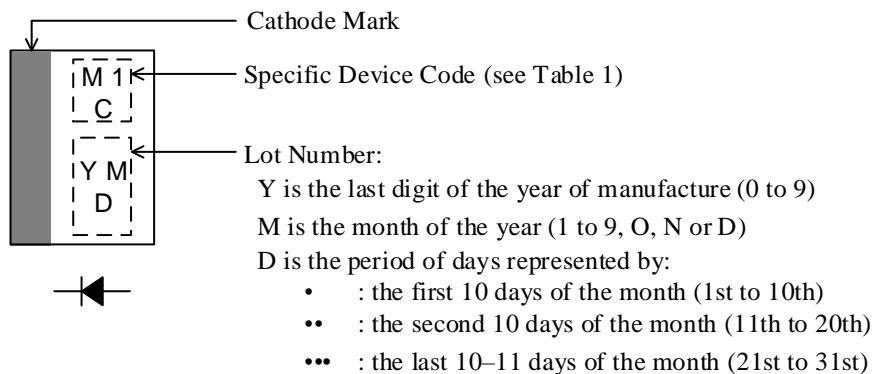 Cathode Mark
M 1
C
Specific Device Code (see Table 1)
Y M
D
Lot Number:
Y is the last digit of the year of manufacture (0 to 9)
M is the month of the year (1 to 9, O, N or D)
D is the period of days represented by:
• : the first 10 days of the month (1st to 10th)
•• : the second 10 days of the month (11th to 20th)
••• : the last 10–11 days of the month (21st to 31st)